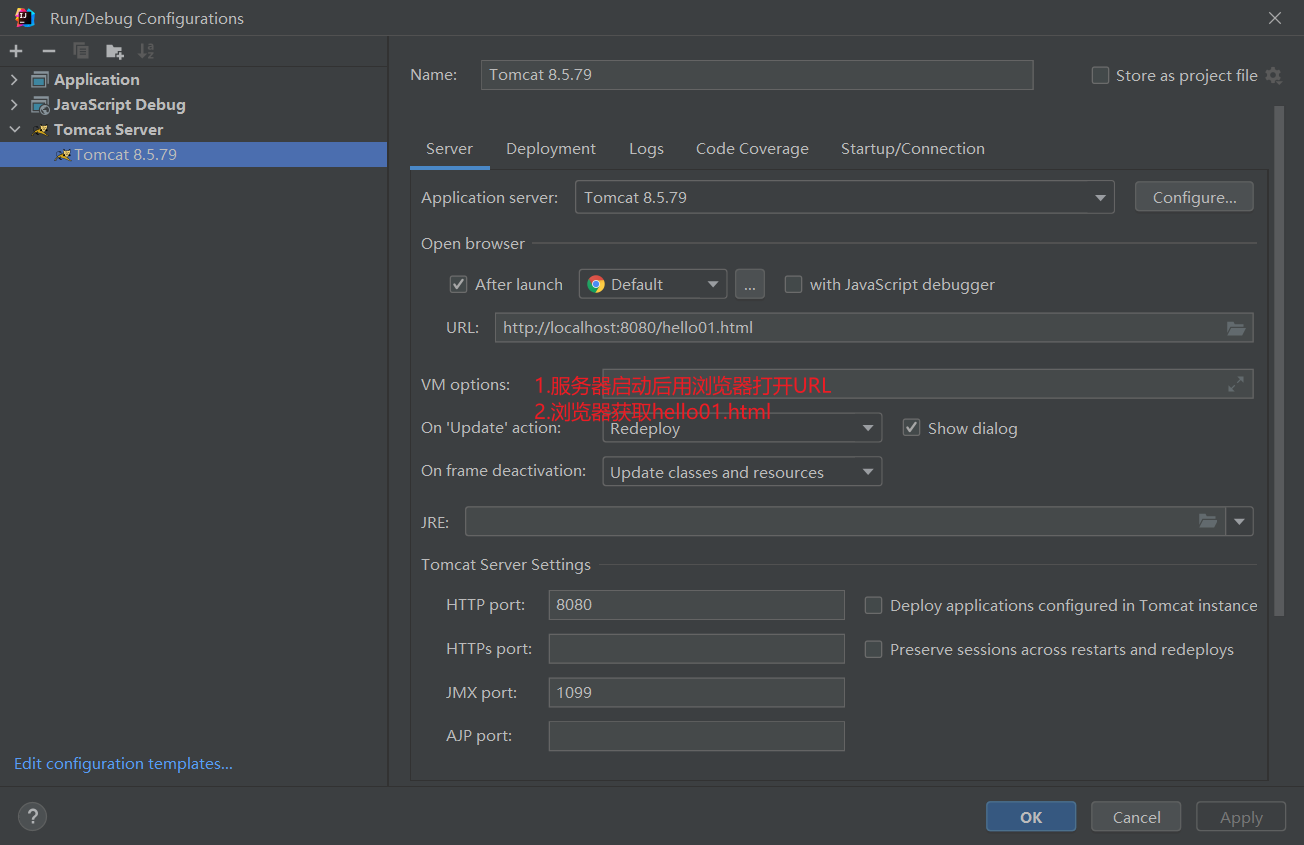 Run/Debug Configurations
Application
JavaScript Debug
Tomcat Server
Tomcat 8.5.79
Edit configuration templates...
Name: Tomcat 8.5.79 Store as project file
Server Deployment Logs Code Coverage Startup/Connection
Application server: Tomcat 8.5.79 Configure...
Open browser
After launch Default ... with JavaScript debugger
URL: http://localhost:8080/hello01.html
VM options:
1.服务器启动后用浏览器打开URL
2.浏览器获取hello01.html
On 'Update' action: Redeploy Show dialog
On frame deactivation: Update classes and resources
JRE:
Tomcat Server Settings
HTTP port: 8080 Deploy applications configured in Tomcat instance
HTTPs port: Preserve sessions across restarts and redeploys
JMX port: 1099
AJP port:
? OK Cancel Apply